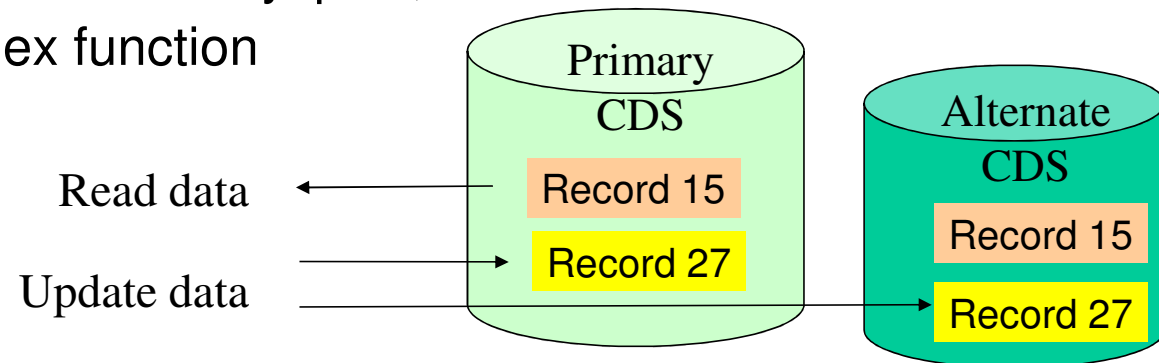 ex function
Primary
CDS
Alternate
CDS
Read data
Record 15
Record 15
Record 27
Update data
Record 27